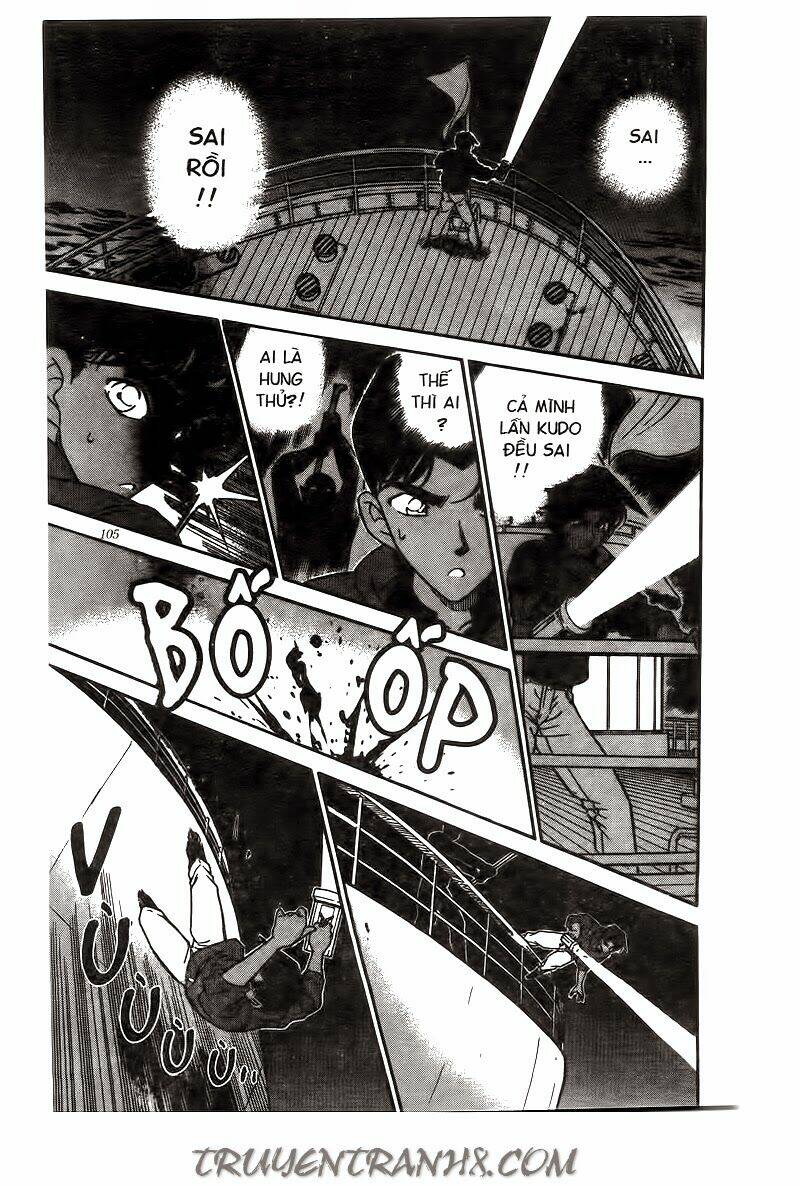 SAI
...
SAI
RỒI
!!
CẢ MÌNH
LẪN KUDO
ĐỀU SAI
!!
THẾ
THÌ AI
?
AI LÀ
HUNG
THỦ?!
105
BỐ ỐP
VÙÙÙÙÙ...!!
TRUYENTRANH8.COM